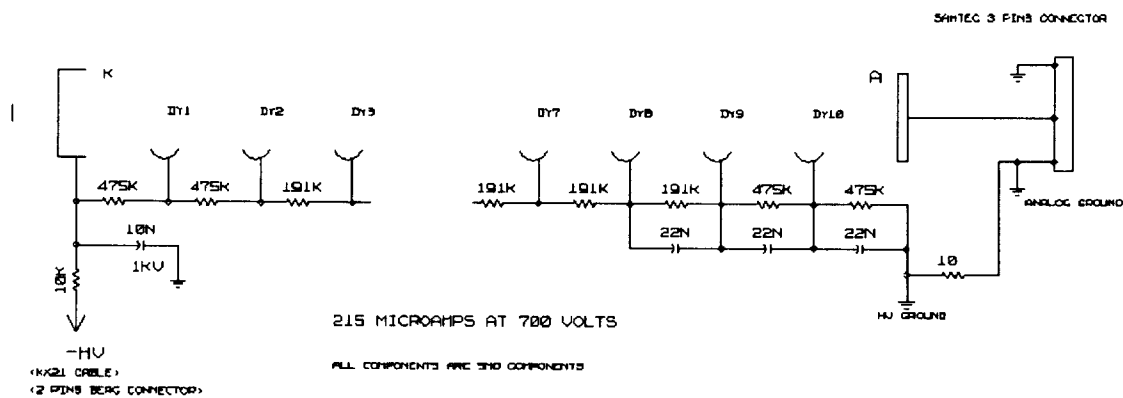 SAMTEC 3 PINS CONNECTOR
K
A
DY1 DY2 DY3 DY7 DY8 DY9 DY10
475K 475K 191K 191K 191K 191K 475K 475K
ANALOG GROUND
10N 22N 22N 22N
1KV
10K
10
HV GROUND
215 MICROAMPS AT 700 VOLTS
-HV
ALL COMPONENTS ARE SMD COMPONENTS
<KX21 CABLE>
<2 PINS BERG CONNECTOR>